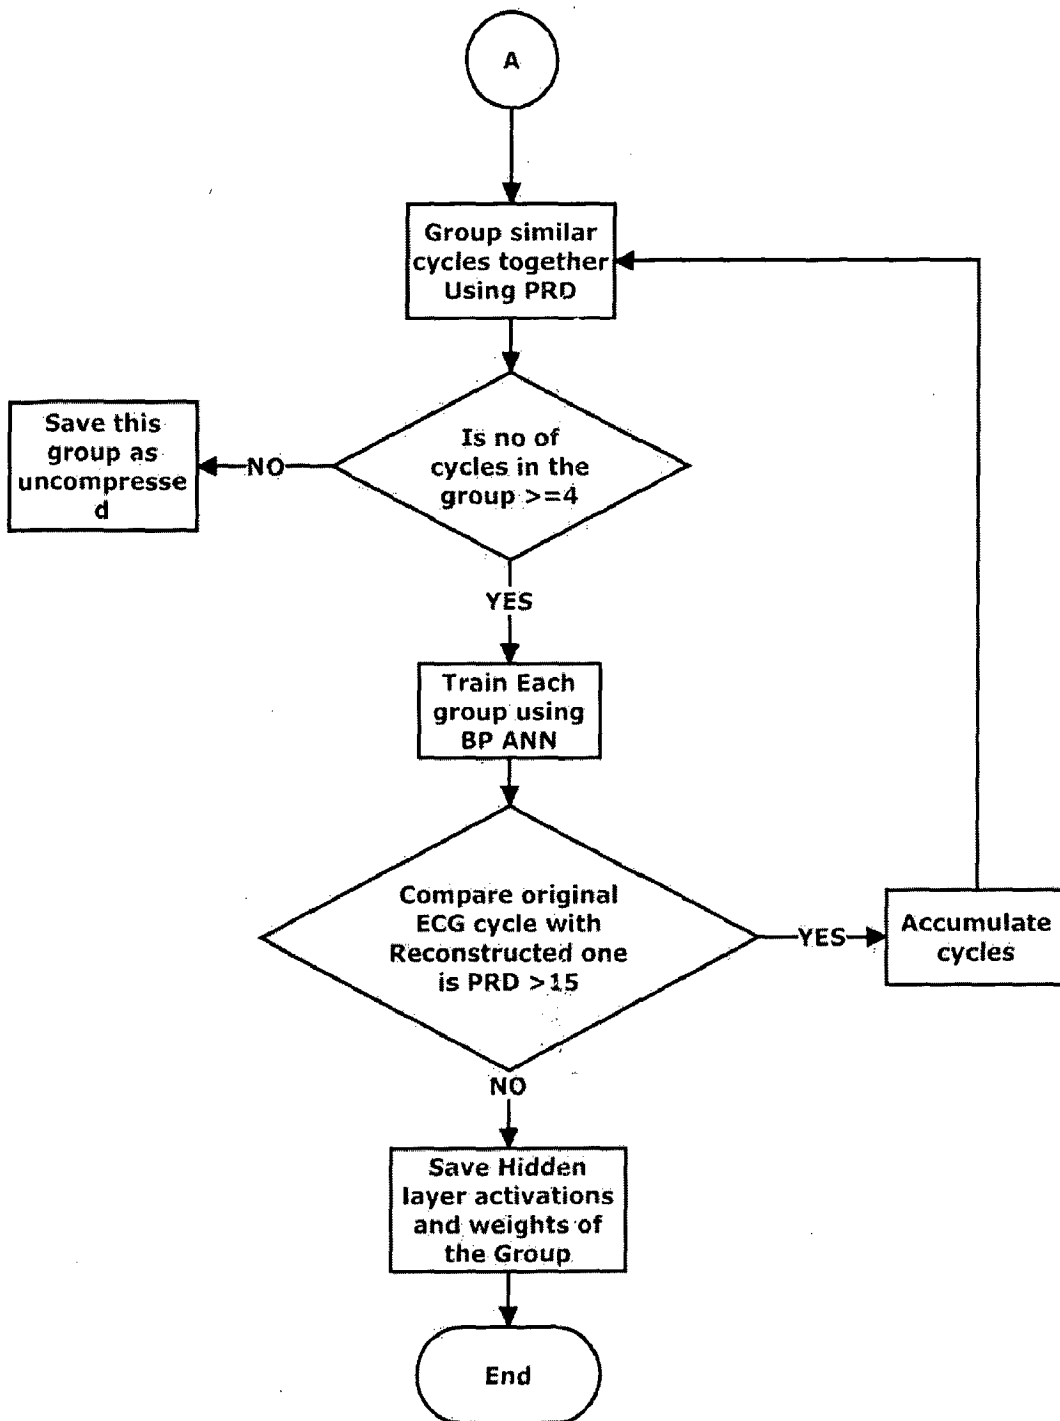 A
Group similar
cycles together
Using PRD
Save this
group as
uncompresse
d
NO
Is no of
cycles in the
group >=4
YES
Train Each
group using
BP ANN
Compare original
ECG cycle with
Reconstructed one
is PRD >15
YES
Accumulate
cycles
NO
Save Hidden
layer activations
and weights of
the Group
End